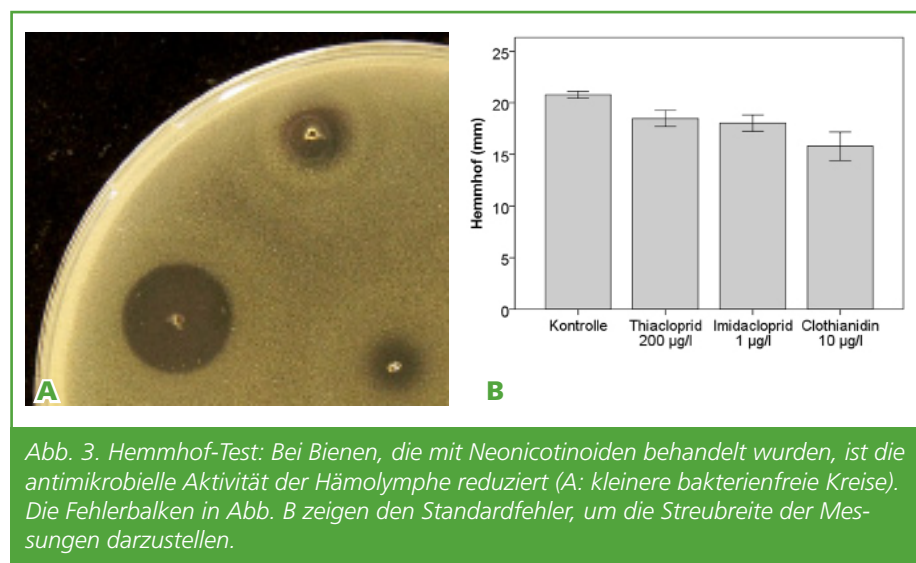 A
B
Hemmhof (mm)
25
20
15
10
5
0
Kontrolle
Thiacloprid
200 µg/l
Imidacloprid
1 µg/l
Clothianidin
10 µg/l
Abb. 3. Hemmhof-Test: Bei Bienen, die mit Neonicotinoiden behandelt wurden, ist die
antimikrobielle Aktivität der Hämolymphe reduziert (A: kleinere bakterienfreie Kreise).
Die Fehlerbalken in Abb. B zeigen den Standardfehler, um die Streubreite der Mes-
sungen darzustellen.